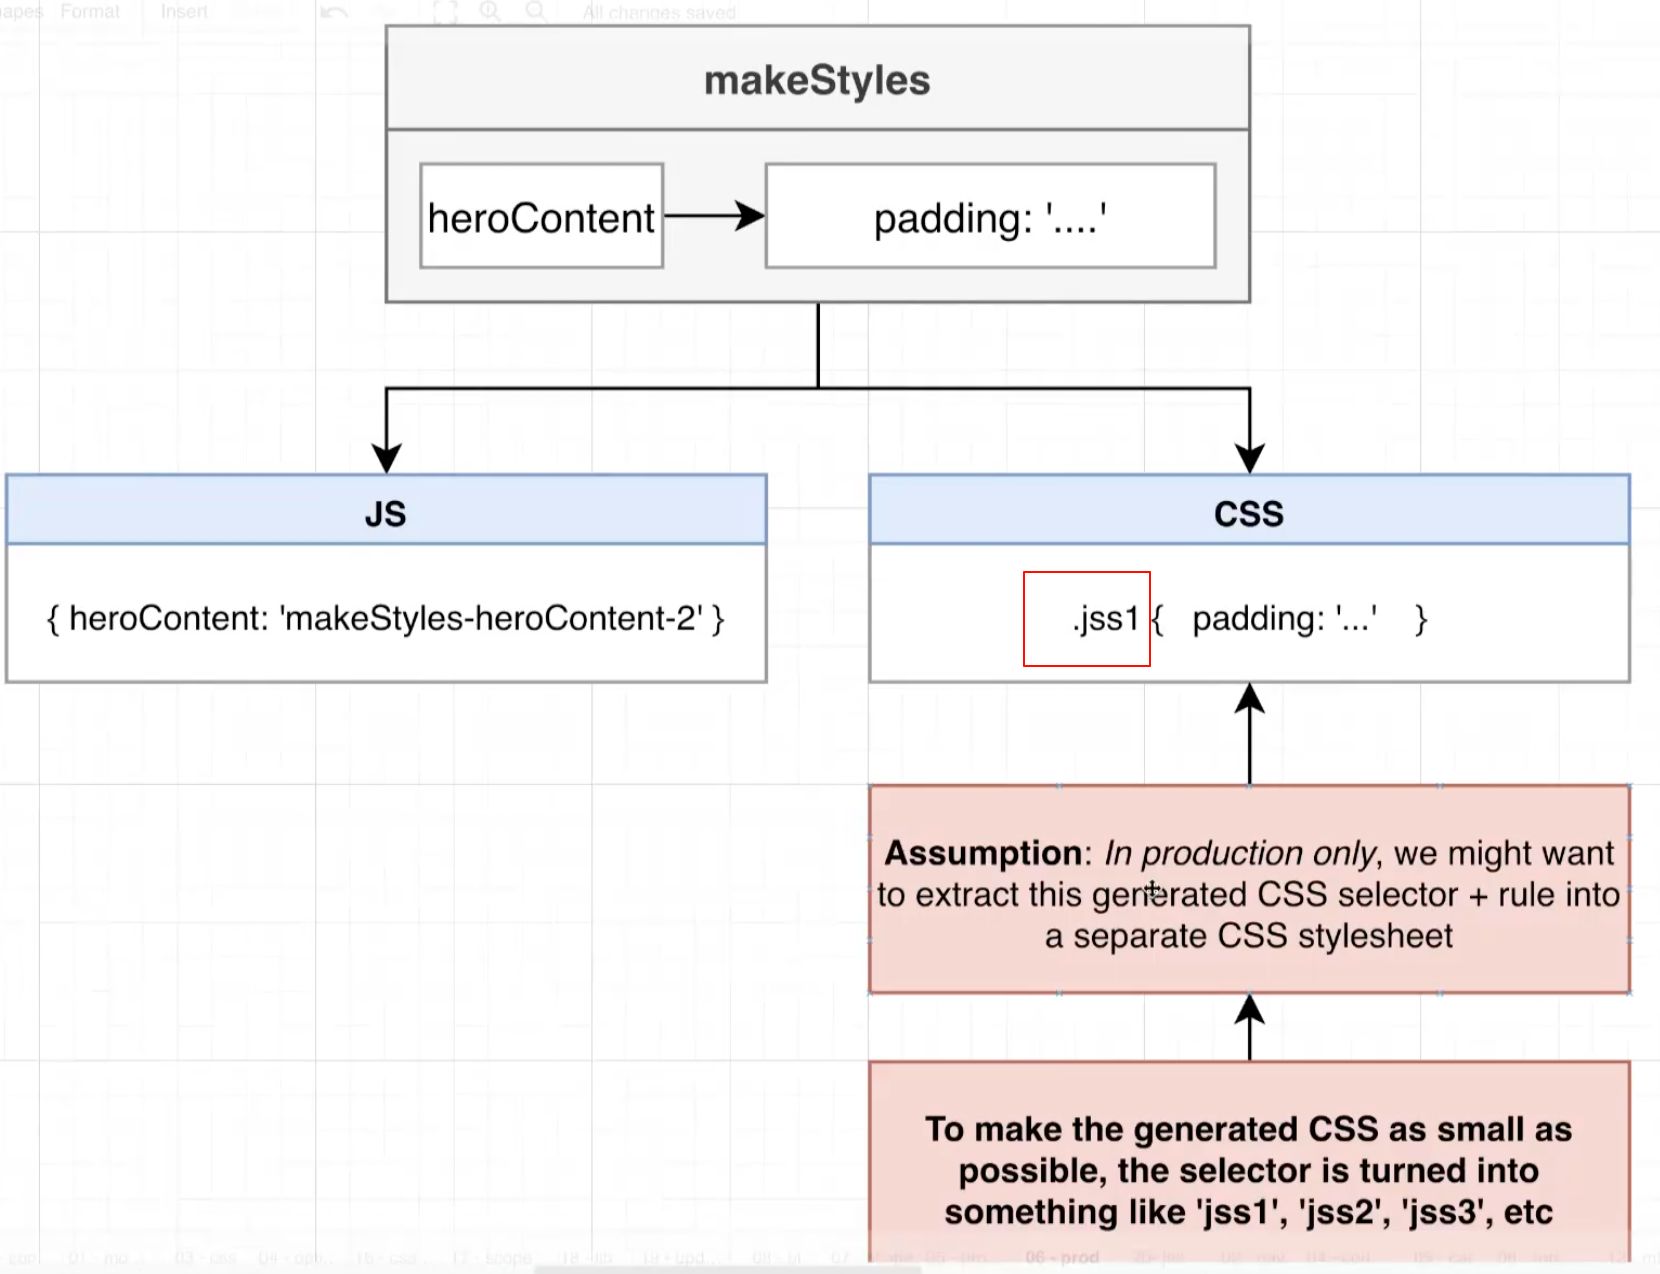 apes Format Insert All changes saved
makeStyles
heroContent
padding: '....'
JS
{ heroContent: 'makeStyles-heroContent-2' }
CSS
.jss1 { padding: '...' }
Assumption: In production only, we might want
to extract this generated CSS selector + rule into
a separate CSS stylesheet
To make the generated CSS as small as
possible, the selector is turned into
something like 'jss1', 'jss2', 'jss3', etc
17 - scope 06 - prod